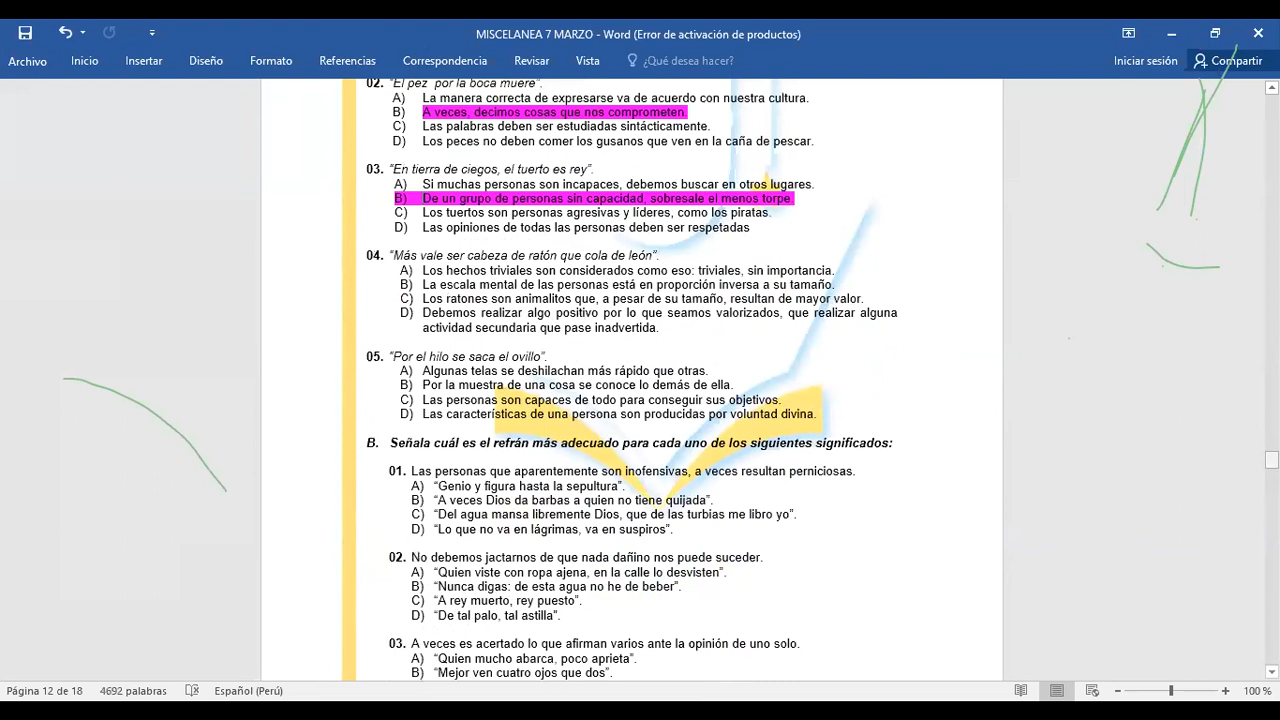 MISCELANEA 7 MARZO - Word (Error de activación de productos)
Archivo Inicio Insertar Diseño Formato Referencias Correspondencia Revisar Vista ¿Qué desea hacer? Iniciar sesión Compartir
02. "El pez por la boca muere".
A) La manera correcta de expresarse va de acuerdo con nuestra cultura.
B) A veces, decimos cosas que nos comprometen.
C) Las palabras deben ser estudiadas sintácticamente.
D) Los peces no deben comer los gusanos que ven en la caña de pescar.
03. "En tierra de ciegos, el tuerto es rey".
A) Si muchas personas son incapaces, debemos buscar en otros lugares.
B) De un grupo de personas sin capacidad, sobresale el menos torpe.
C) Los tuertos son personas agresivas y líderes, como los piratas.
D) Las opiniones de todas las personas deben ser respetadas
04. "Más vale ser cabeza de ratón que cola de león".
A) Los hechos triviales son considerados como eso: triviales, sin importancia.
B) La escala mental de las personas está en proporción inversa a su tamaño.
C) Los ratones son animalitos que, a pesar de su tamaño, resultan de mayor valor.
D) Debemos realizar algo positivo por lo que seamos valorizados, que realizar alguna
actividad secundaria que pase inadvertida.
05. "Por el hilo se saca el ovillo".
A) Algunas telas se deshilachan más rápido que otras.
B) Por la muestra de una cosa se conoce lo demás de ella.
C) Las personas son capaces de todo para conseguir sus objetivos.
D) Las características de una persona son producidas por voluntad divina.
B. Señala cuál es el refrán más adecuado para cada uno de los siguientes significados:
01. Las personas que aparentemente son inofensivas, a veces resultan perniciosas.
A) "Genio y figura hasta la sepultura".
B) "A veces Dios da barbas a quien no tiene quijada".
C) "Del agua mansa libremente Dios, que de las turbias me libro yo".
D) "Lo que no va en lágrimas, va en suspiros".
02. No debemos jactarnos de que nada dañino nos puede suceder.
A) "Quien viste con ropa ajena, en la calle lo desvisten".
B) "Nunca digas: de esta agua no he de beber".
C) "A rey muerto, rey puesto".
D) "De tal palo, tal astilla".
03. A veces es acertado lo que afirman varios ante la opinión de uno solo.
A) "Quien mucho abarca, poco aprieta".
B) "Mejor ven cuatro ojos que dos".
Página 12 de 18 4692 palabras Español (Perú) 100 %